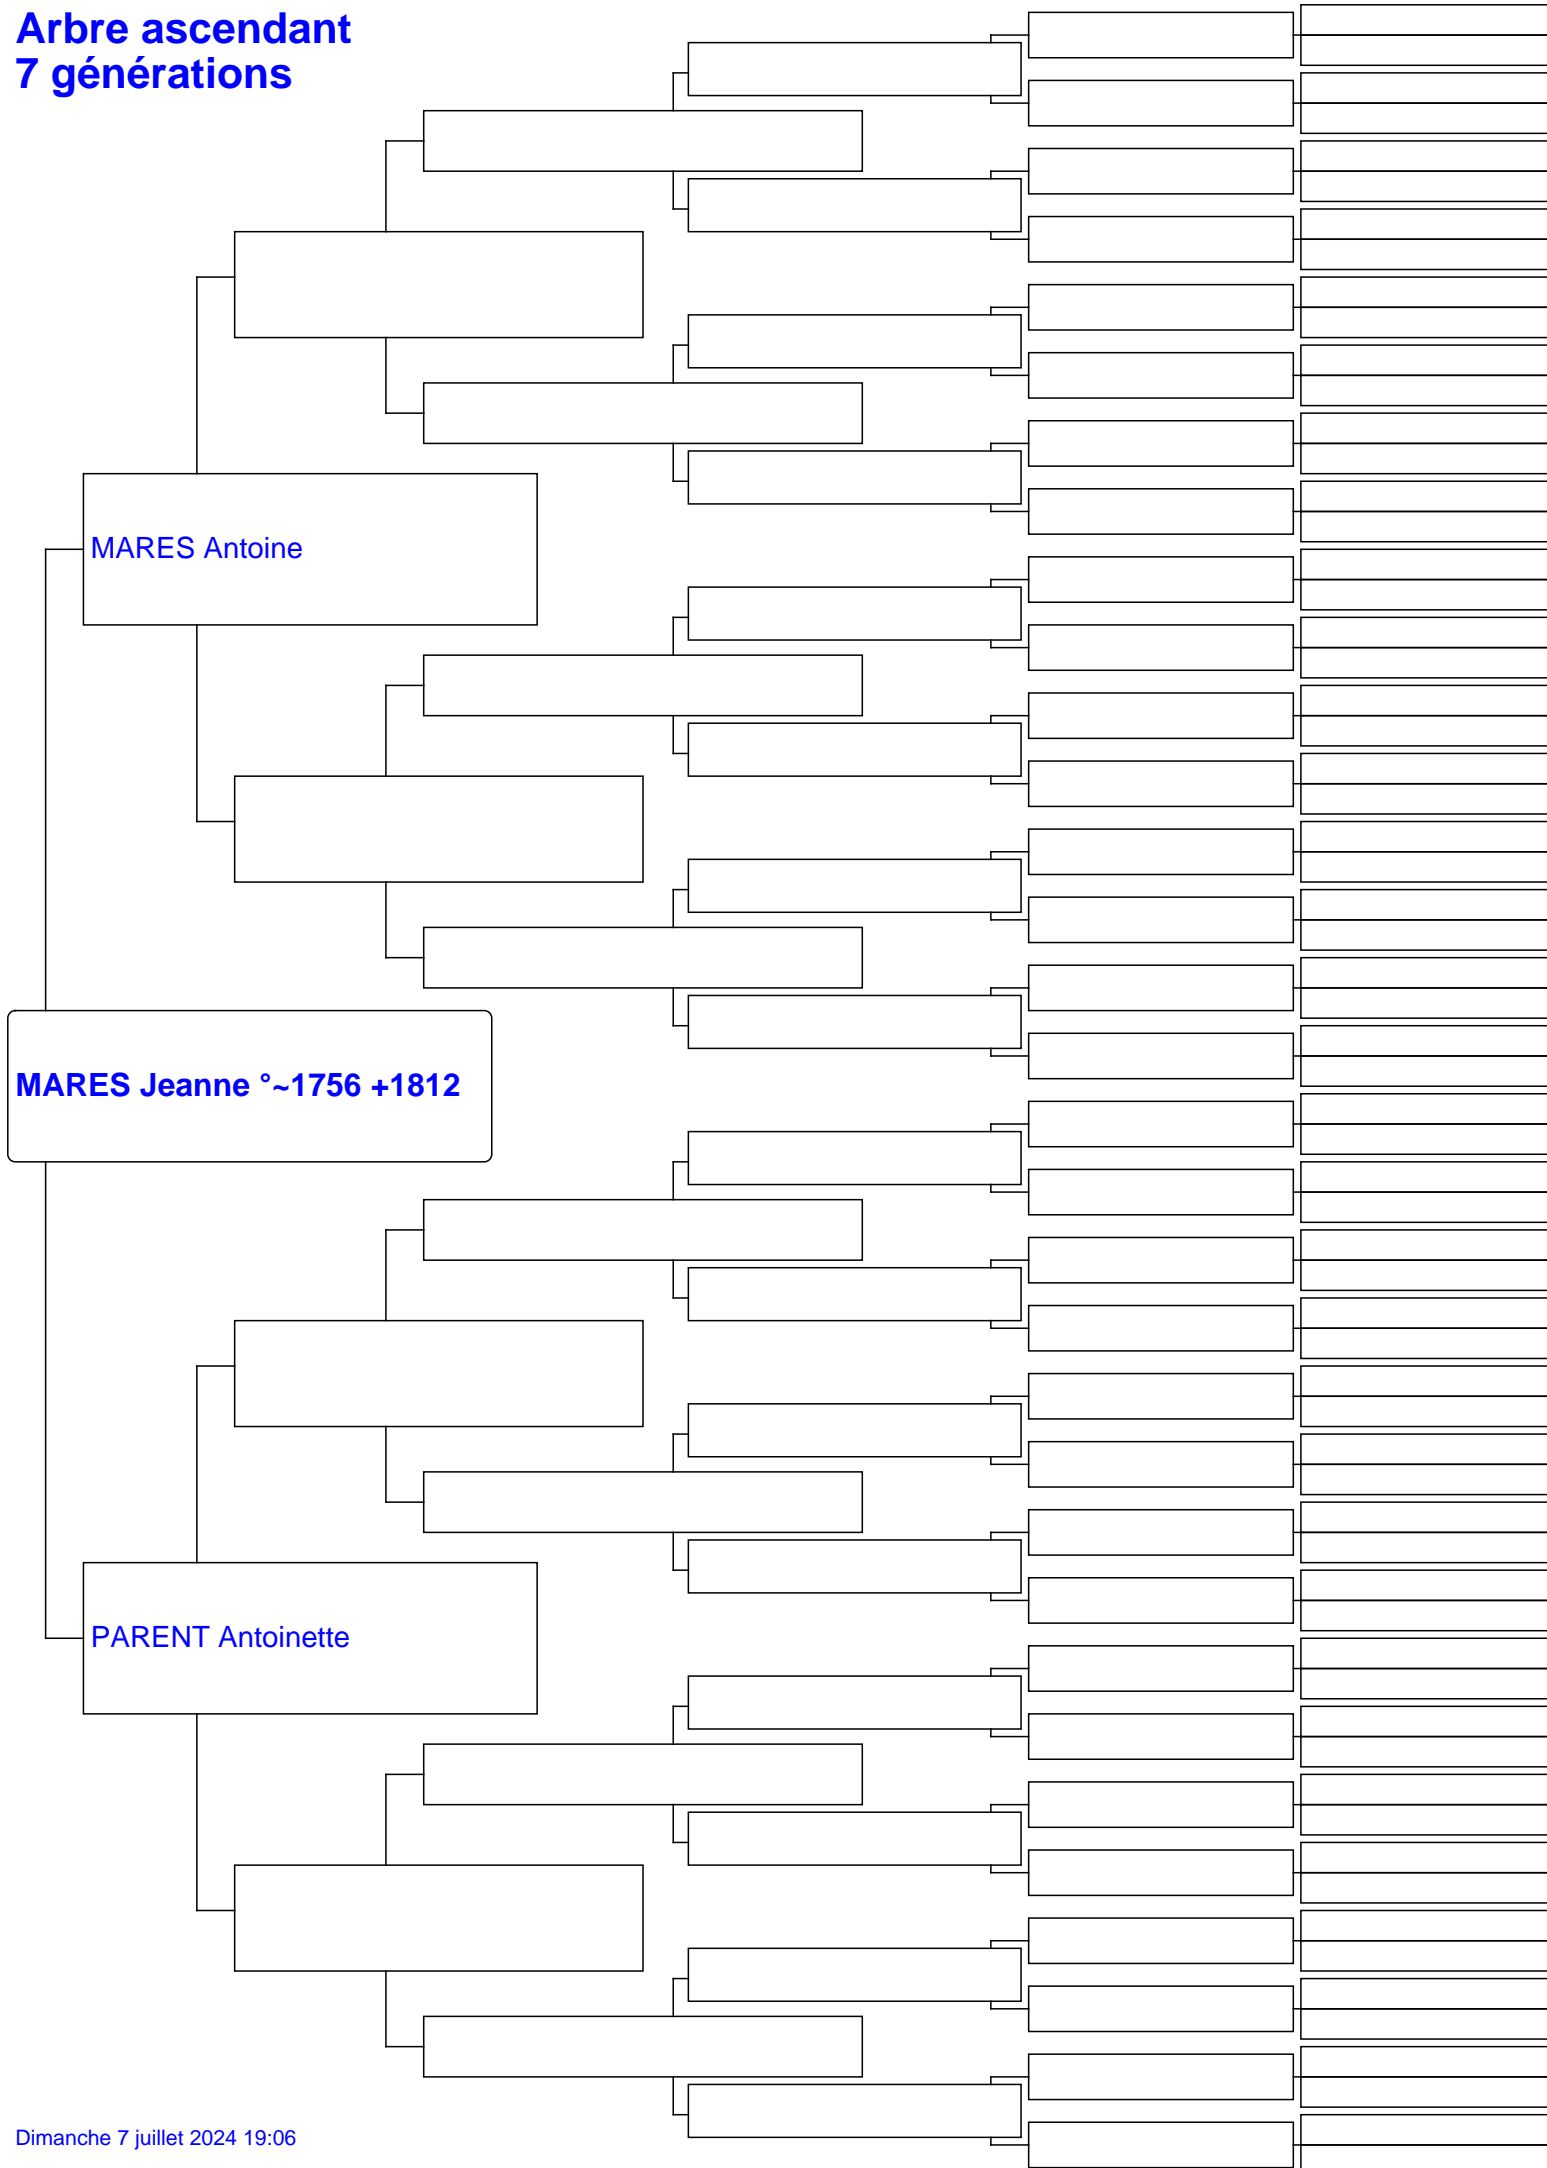 Arbre ascendant
7 générations
MARES Antoine
MARES Jeanne °~1756 +1812
PARENT Antoinette
Dimanche 7 juillet 2024 19:06